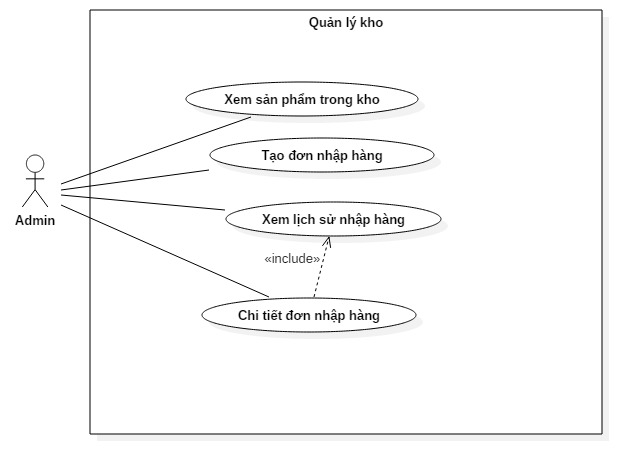 Quản lý kho
Xem sản phẩm trong kho
Tạo đơn nhập hàng
Admin
Xem lịch sử nhập hàng
«include»
Chi tiết đơn nhập hàng